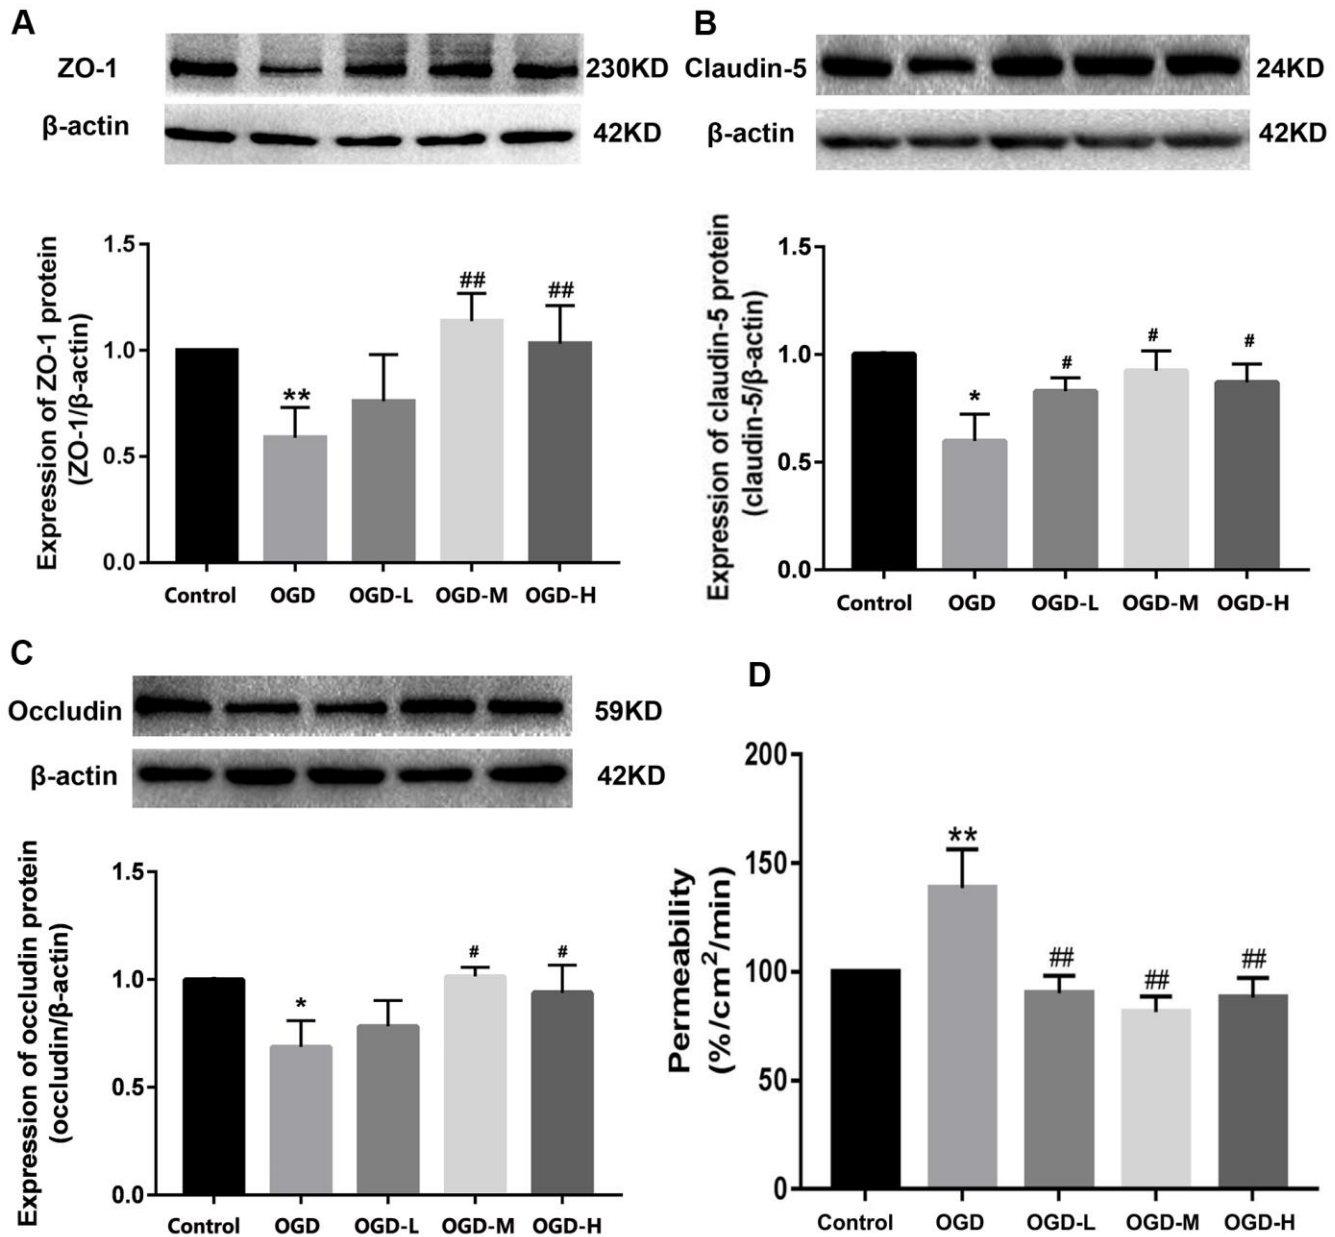 A
ZO-1
230KD
β-actin
42KD
Expression of ZO-1 protein
(ZO-1/β-actin)
1.5
1.0
0.5
0.0
**
##
##
Control OGD OGD-L OGD-M OGD-H
B
Claudin-5
24KD
β-actin
42KD
Expression of claudin-5 protein
(claudin-5/β-actin)
1.5
1.0
0.5
0.0
*
#
#
#
Control OGD OGD-L OGD-M OGD-H
C
Occludin
59KD
β-actin
42KD
Expression of occludin protein
(occludin/β-actin)
1.5
1.0
0.5
0.0
*
#
#
Control OGD OGD-L OGD-M OGD-H
D
Permeability
(%/cm²/min)
200
150
100
50
0
**
##
##
##
Control OGD OGD-L OGD-M OGD-H